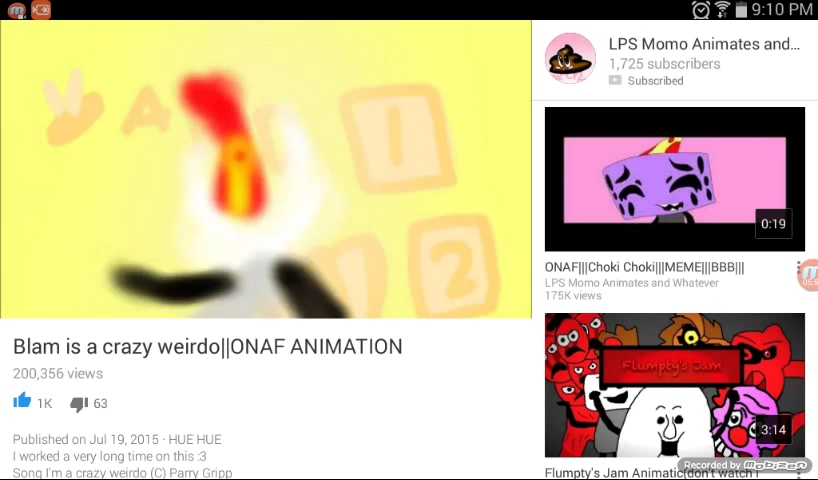 9:10 PM
A
1
2
Blam is a crazy weirdo||ONAF ANIMATION
200,356 views
1K 63
Published on Jul 19, 2015 · HUE HUE
I worked a very long time on this :3
Song I'm a crazy weirdo (C) Parry Gripp
LPS Momo Animates and...
1,725 subscribers
Subscribed
0:19
ONAF|||Choki Choki|||MEME|||BBB|||
LPS Momo Animates and Whatever
175K views
Flumpty's Jam
3:14
Recorded by mobizen
Flumpty's Jam Animatic(don't watch i